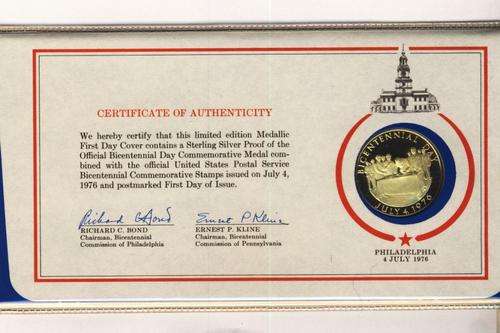 CERTIFICATE OF AUTHENTICITY
We hereby certify that this limited edition Medallic
First Day Cover contains a Sterling Silver Proof of the
Official Bicentennial Day Commemorative Medal com-
bined with the official United States Postal Service
Bicentennial Commemorative Stamps issued on July 4,
1976 and postmarked First Day of Issue.
Richard C Bond
RICHARD C. BOND
Chairman, Bicentennial
Commission of Philadelphia
Ernest P. Kline
ERNEST P. KLINE
Chairman, Bicentennial
Commission of Pennsylvania
BICENTENNIAL DAY
JULY 4, 1976
PHILADELPHIA
4 JULY 1976